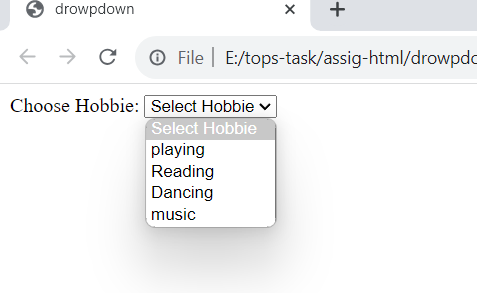 drowpdown
File E:/tops-task/assig-html/drowpdo
Choose Hobbie: Select Hobbie
Select Hobbie
playing
Reading
Dancing
music